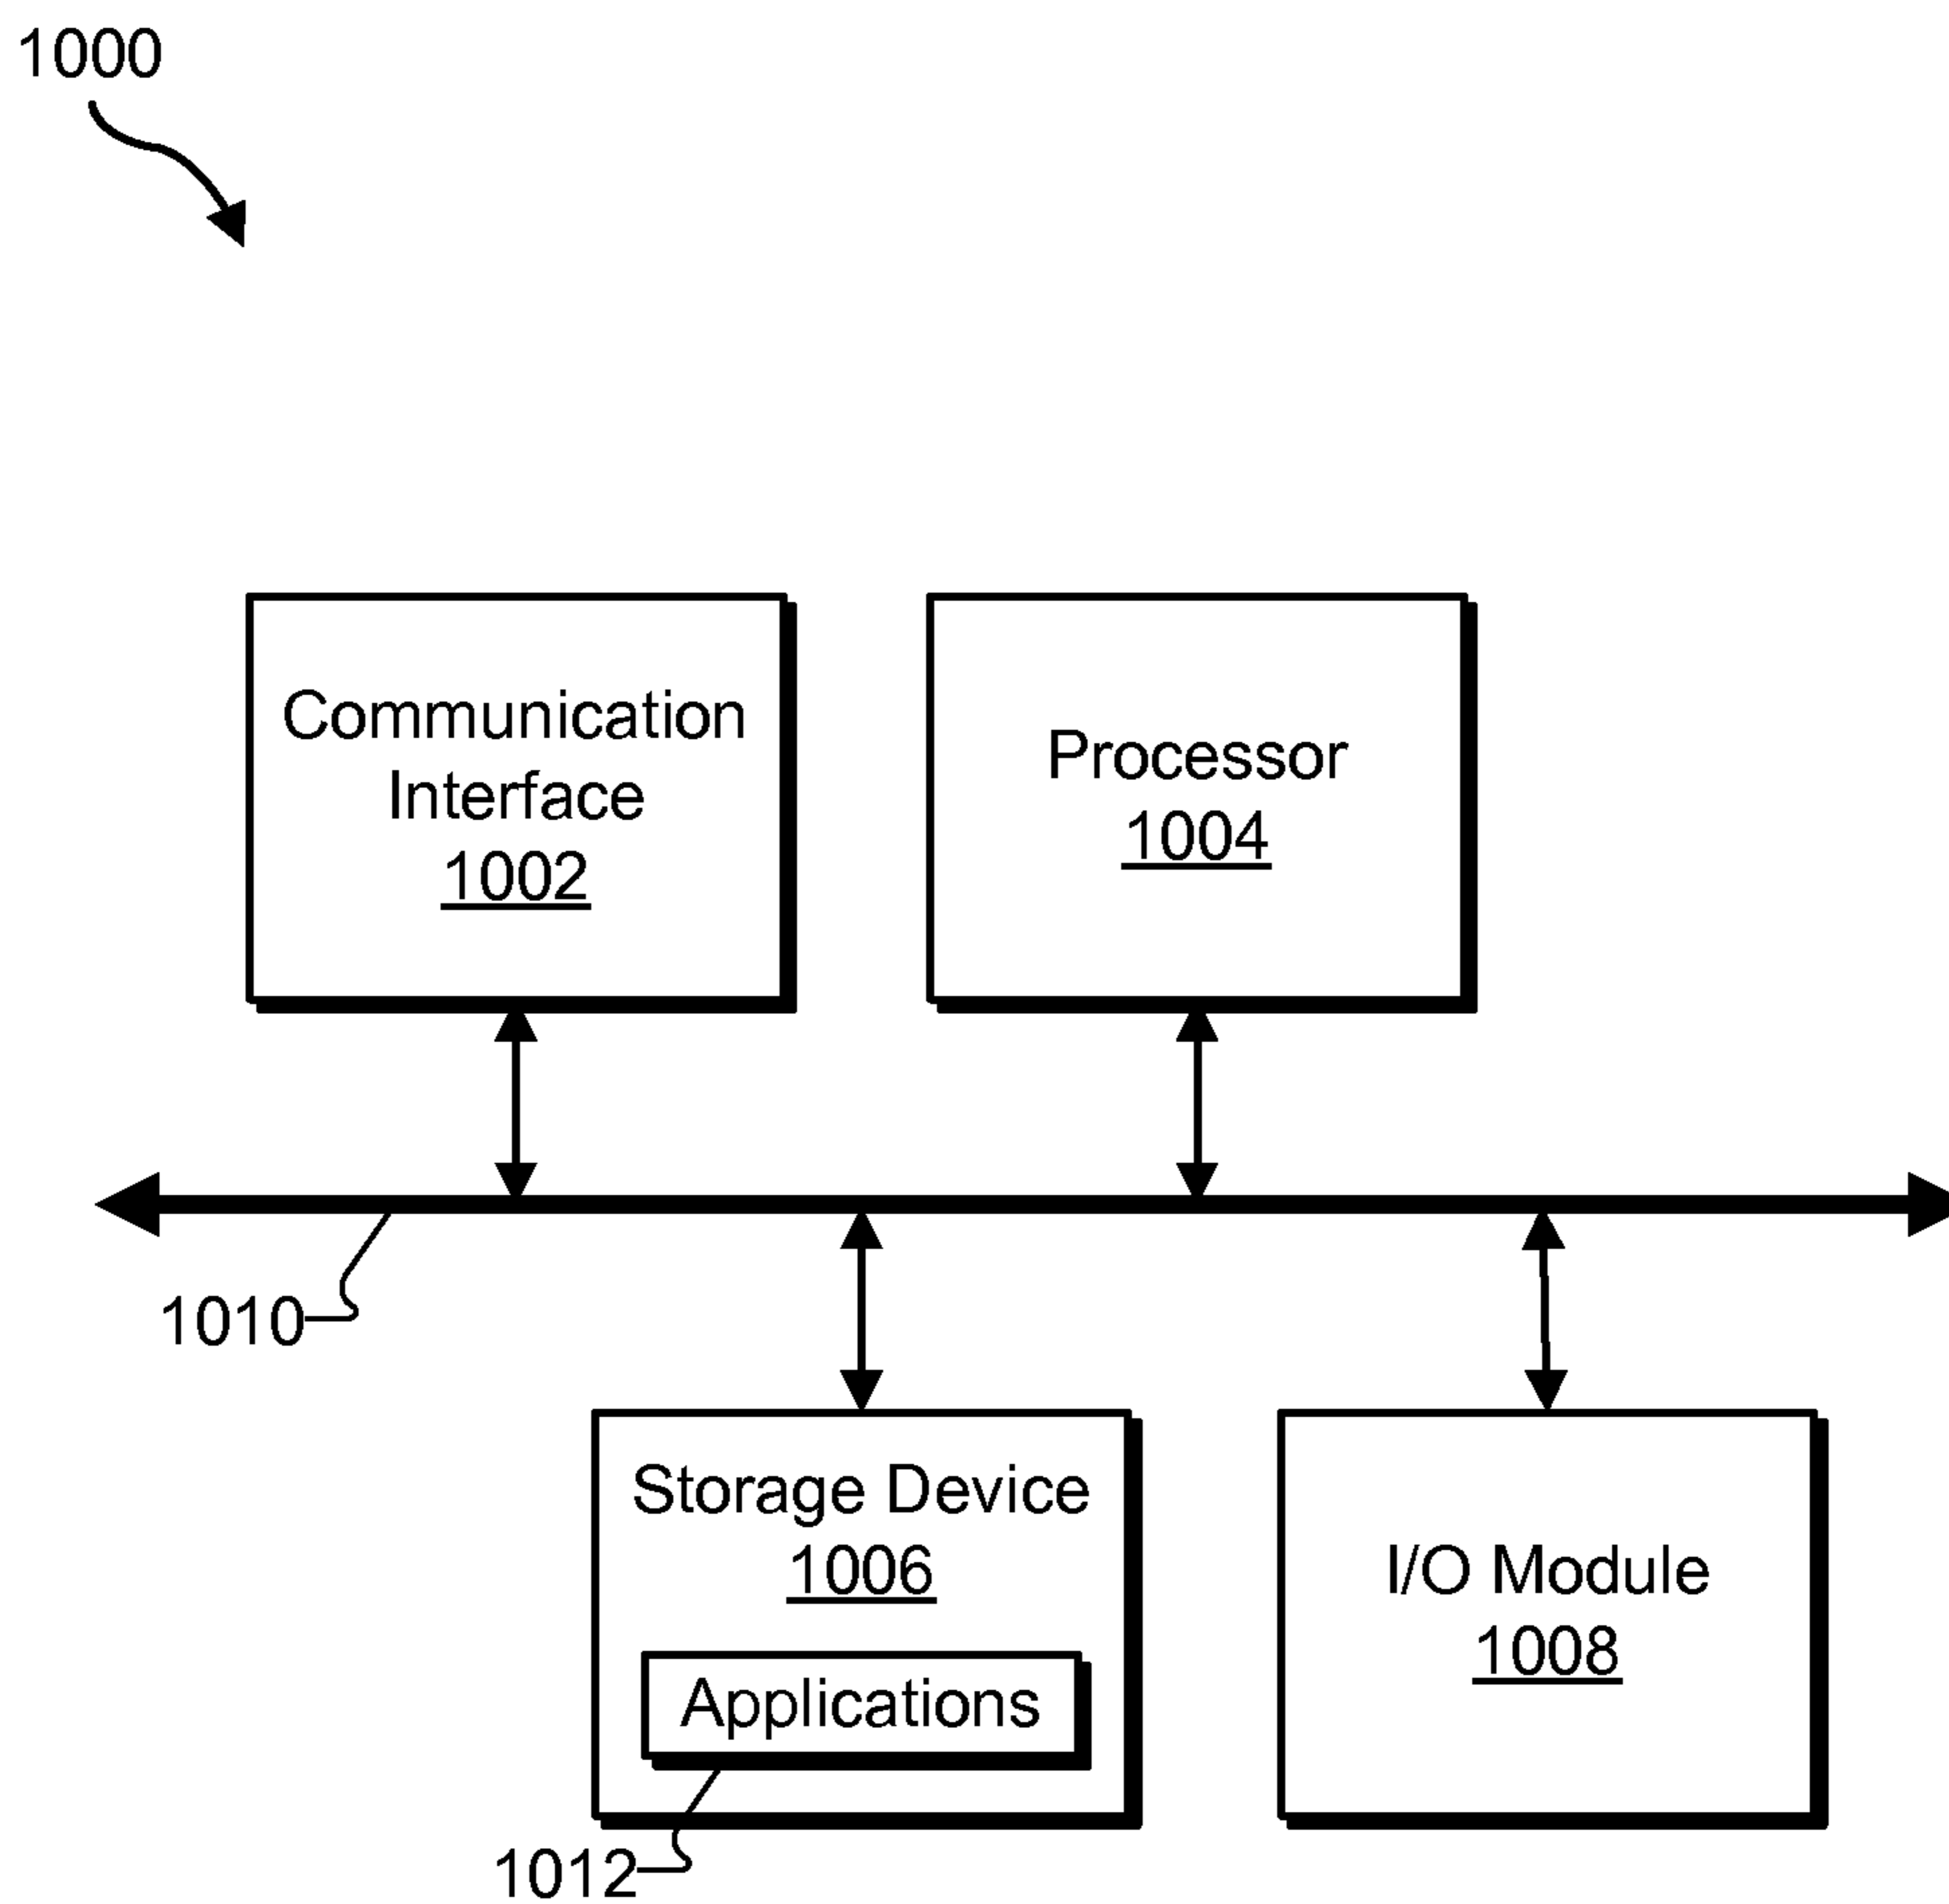 1000
Communication
Interface
1002
Processor
1004
1010
Storage Device
1006
Applications
1012
I/O Module
1008